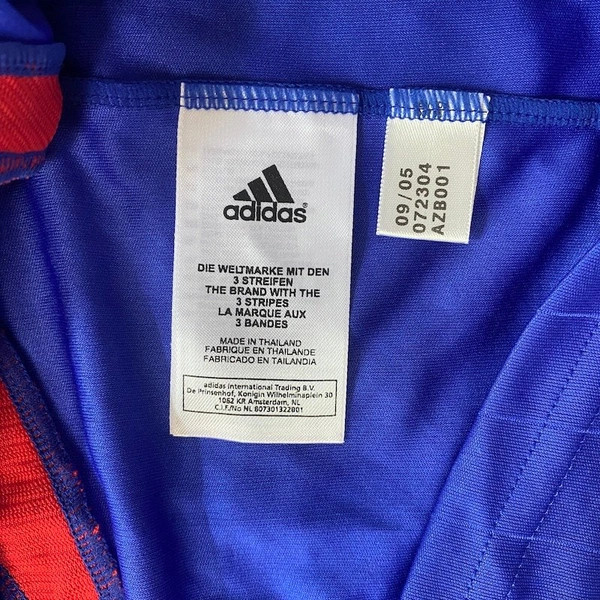 adidas®
DIE WELTMARKE MIT DEN
3 STREIFEN
THE BRAND WITH THE
3 STRIPES
LA MARQUE AUX
3 BANDES
MADE IN THAILAND
FABRIQUE EN THAILANDE
FABRICADO EN TAILANDIA
adidas International Trading B.V.
De Prinsenhof, Konigin Wilhelminaplein 30
1062 KR Amsterdam, NL
C.I.F./No NL 807301322B01
09/05
072304
AZB001